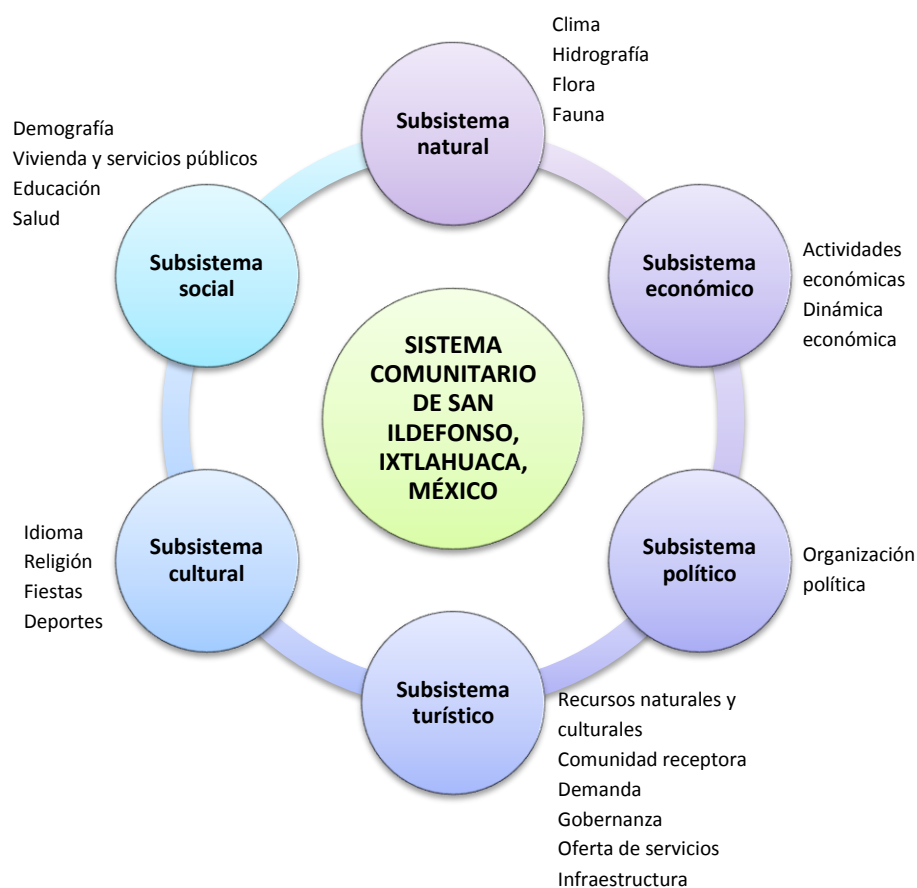 Clima
Hidrografía
Flora
Fauna
Subsistema
natural
Demografía
Vivienda y servicios públicos
Educación
Salud
Subsistema
social
Subsistema
económico
Actividades
económicas
Dinámica
económica
SISTEMA
COMUNITARIO
DE SAN
ILDEFONSO,
IXTLAHUACA,
MÉXICO
Idioma
Religión
Fiestas
Deportes
Subsistema
cultural
Subsistema
político
Organización
política
Subsistema
turístico
Recursos naturales y
culturales
Comunidad receptora
Demanda
Gobernanza
Oferta de servicios
Infraestructura